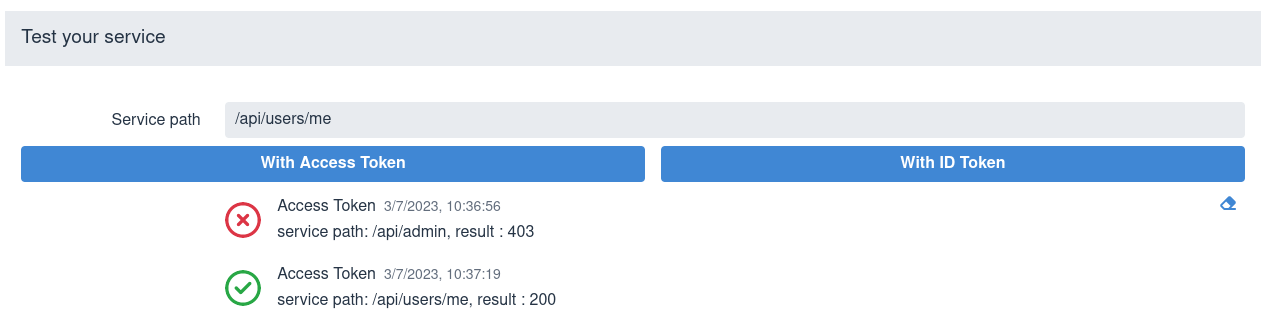 Test your service
Service path /api/users/me
With Access Token With ID Token
Access Token 3/7/2023, 10:36:56
service path: /api/admin, result : 403
Access Token 3/7/2023, 10:37:19
service path: /api/users/me, result : 200